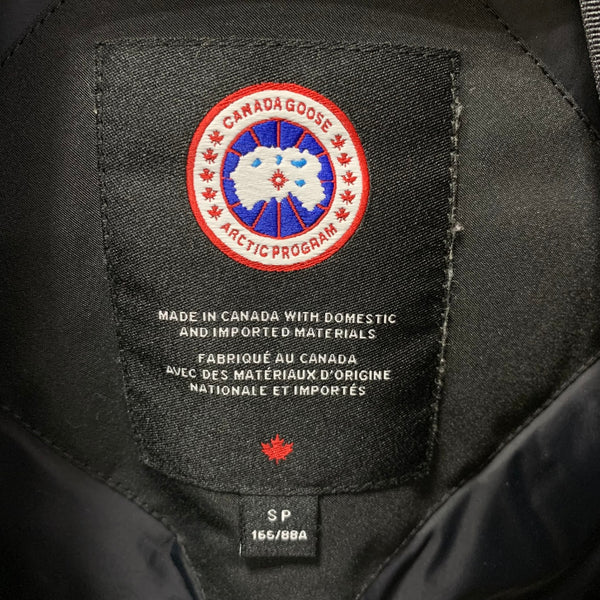 CANADA GOOSE
ARCTIC PROGRAM
MADE IN CANADA WITH DOMESTIC
AND IMPORTED MATERIALS
FABRIQUÉ AU CANADA
AVEC DES MATÉRIAUX D'ORIGINE
NATIONALE ET IMPORTÉS
SP
165/88A